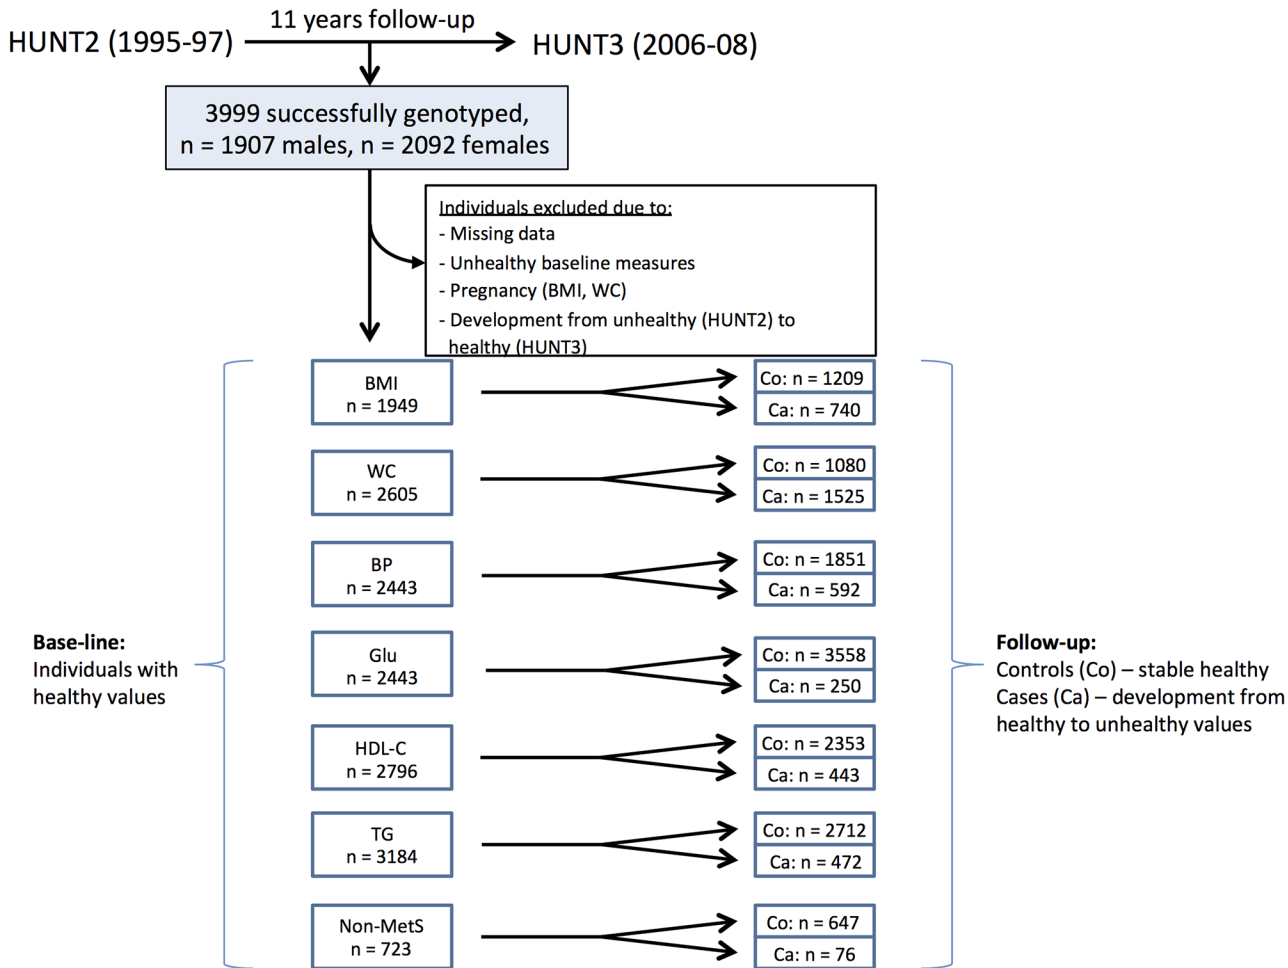 11 years follow-up
HUNT2 (1995-97)
HUNT3 (2006-08)
3999 successfully genotyped,
n = 1907 males, n = 2092 females
Individuals excluded due to:
- Missing data
- Unhealthy baseline measures
- Pregnancy (BMI, WC)
- Development from unhealthy (HUNT2) to
healthy (HUNT3)
BMI
n = 1949
Co: n = 1209
Ca: n = 740
WC
n = 2605
Co: n = 1080
Ca: n = 1525
BP
n = 2443
Co: n = 1851
Ca: n = 592
Base-line:
Individuals with
healthy values
Glu
n = 2443
Co: n = 3558
Ca: n = 250
Follow-up:
Controls (Co) – stable healthy
Cases (Ca) – development from
healthy to unhealthy values
HDL-C
n = 2796
Co: n = 2353
Ca: n = 443
TG
n = 3184
Co: n = 2712
Ca: n = 472
Non-MetS
n = 723
Co: n = 647
Ca: n = 76